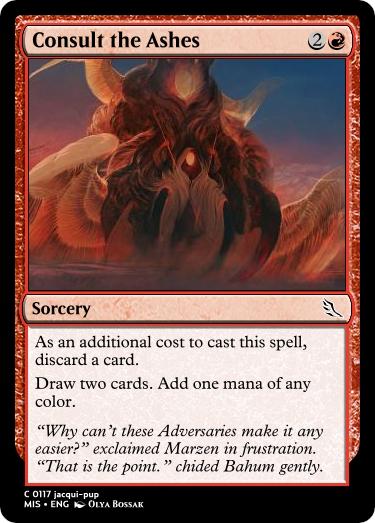 Consult the Ashes 2
Sorcery
As an additional cost to cast this spell,
discard a card.
Draw two cards. Add one mana of any
color.
“Why can’t these Adversaries make it any
easier?” exclaimed Marzen in frustration.
“That is the point.” chided Bahum gently.
C 0117 jacqui-pup
MIS • ENG Olya Bossak